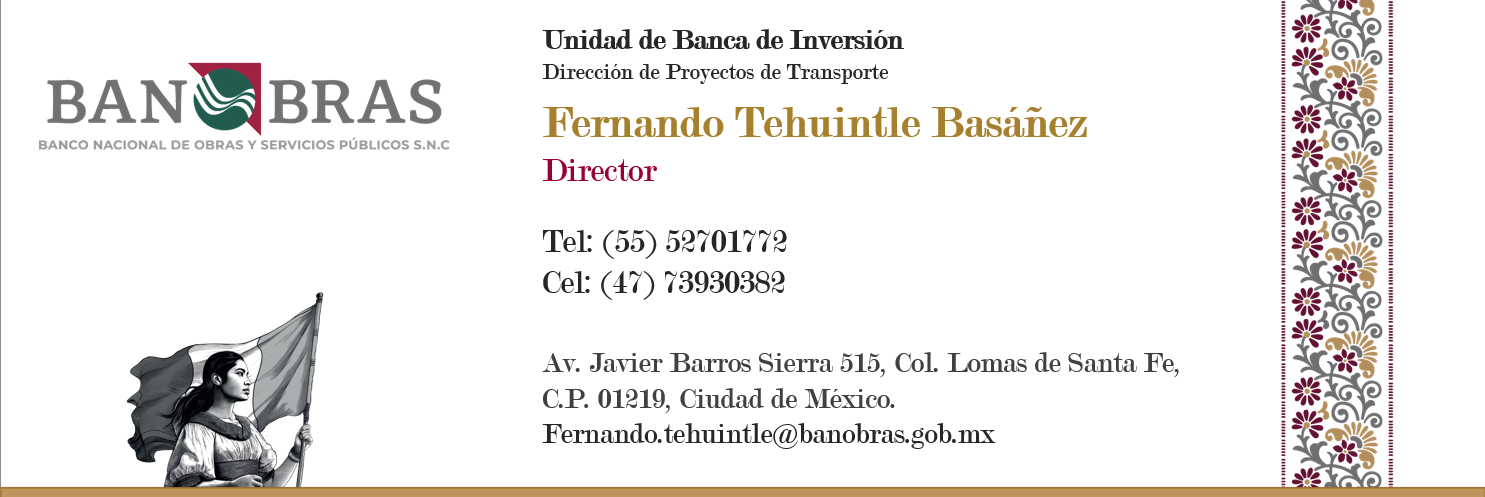 BANOBRAS
BANCO NACIONAL DE OBRAS Y SERVICIOS PÚBLICOS S.N.C
Unidad de Banca de Inversión
Dirección de Proyectos de Transporte
Fernando Tehuintle Basáñez
Director
Tel: (55) 52701772
Cel: (47) 73930382
Av. Javier Barros Sierra 515, Col. Lomas de Santa Fe,
C.P. 01219, Ciudad de México.
Fernando.tehuintle@banobras.gob.mx